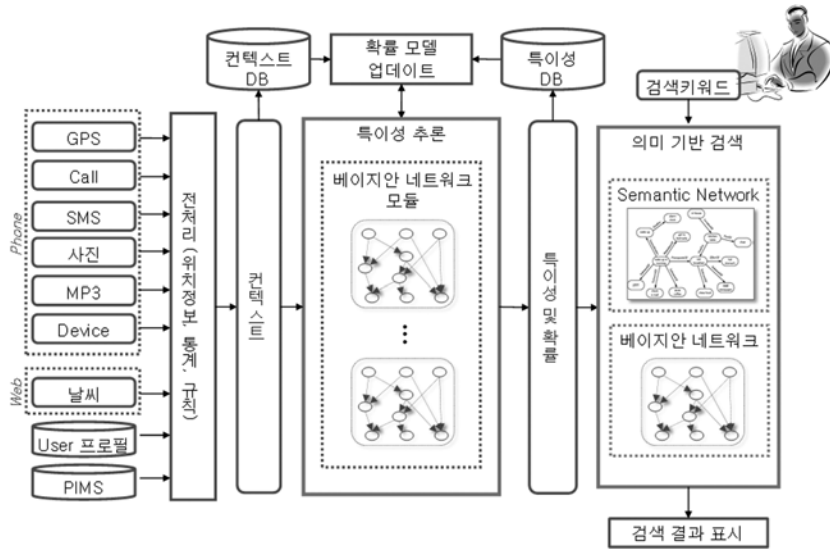 컨텍스트
DB
확률 모델
업데이트
특이성
DB
검색키워드
Phone
GPS
Call
SMS
사진
MP3
Device
Web
날씨
User 프로필
PIMS
전처리 (위치정보, 통계, 규칙)
컨텍스트
특이성 추론
베이지안 네트워크
모듈
특이성 및 확률
의미 기반 검색
Semantic Network
베이지안 네트워크
검색 결과 표시